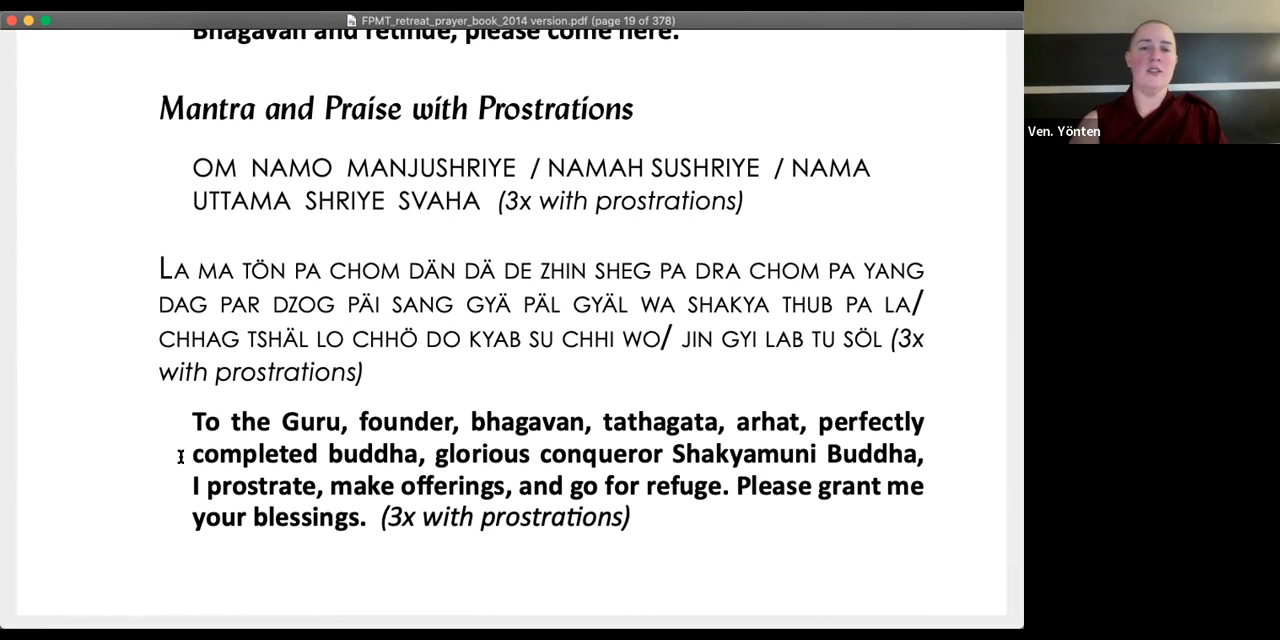 FPMT_retreat_prayer_book_2014 version.pdf (page 19 of 378)
Bhagavan and retinue, please come here.
Mantra and Praise with Prostrations
OM NAMO MANJUSHRIYE / NAMAH SUSHRIYE / NAMA
UTTAMA SHRIYE SVAHA (3x with prostrations)
LA MA TÖN PA CHOM DÄN DÄ DE ZHIN SHEG PA DRA CHOM PA YANG
DAG PAR DZOG PÄI SANG GYÄ PÄL GYÄL WA SHAKYA THUB PA LA/
CHHAG TSHÄL LO CHHÖ DO KYAB SU CHHI WO/ JIN GYI LAB TU SÖL (3x
with prostrations)
To the Guru, founder, bhagavan, tathagata, arhat, perfectly
completed buddha, glorious conqueror Shakyamuni Buddha,
I prostrate, make offerings, and go for refuge. Please grant me
your blessings. (3x with prostrations)
Ven. Yönten